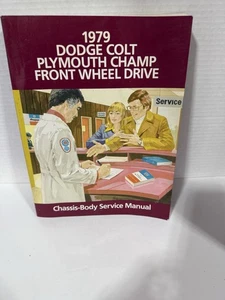 1979
DODGE COLT
PLYMOUTH CHAMP
FRONT WHEEL DRIVE
Service
Chassis-Body Service Manual